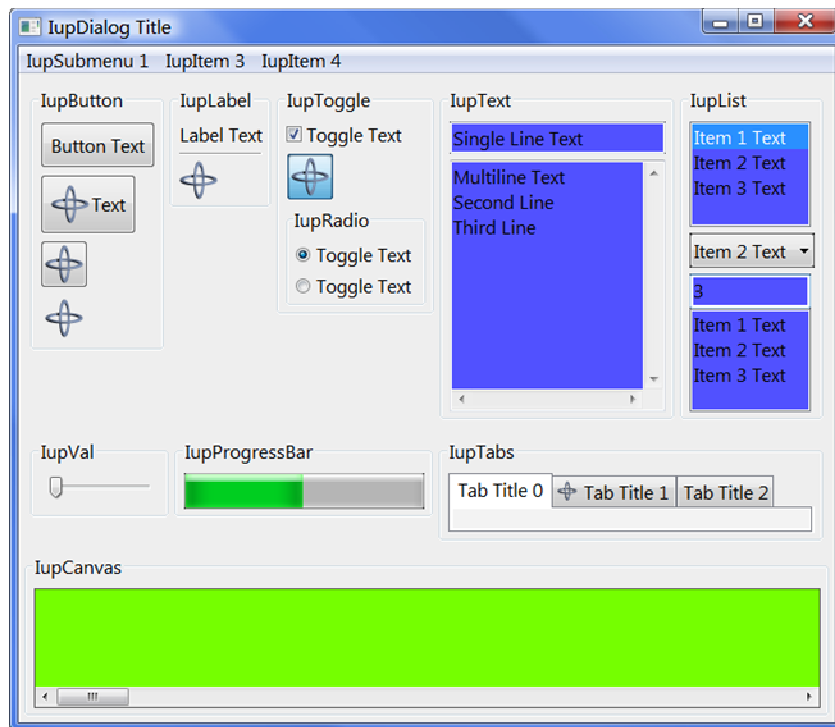 IupDialog Title
IupSubmenu 1 IupItem 3 IupItem 4
IupButton
Button Text
Text
IupLabel
Label Text
IupToggle
Toggle Text
IupRadio
Toggle Text
Toggle Text
IupText
Single Line Text
Multiline Text
Second Line
Third Line
IupList
Item 1 Text
Item 2 Text
Item 3 Text
Item 2 Text
3
Item 1 Text
Item 2 Text
Item 3 Text
IupVal
IupProgressBar
IupTabs
Tab Title 0 Tab Title 1 Tab Title 2
IupCanvas